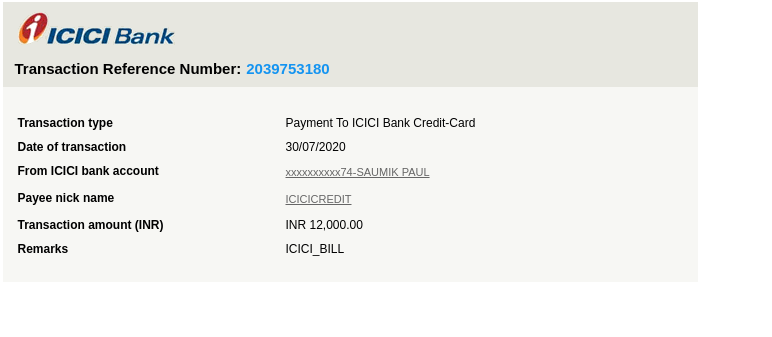 ICICI Bank
Transaction Reference Number: 2039753180
Transaction type Payment To ICICI Bank Credit-Card
Date of transaction 30/07/2020
From ICICI bank account xxxxxxxxxx74-SAUMIK PAUL
Payee nick name ICICICREDIT
Transaction amount (INR) INR 12,000.00
Remarks ICICI_BILL